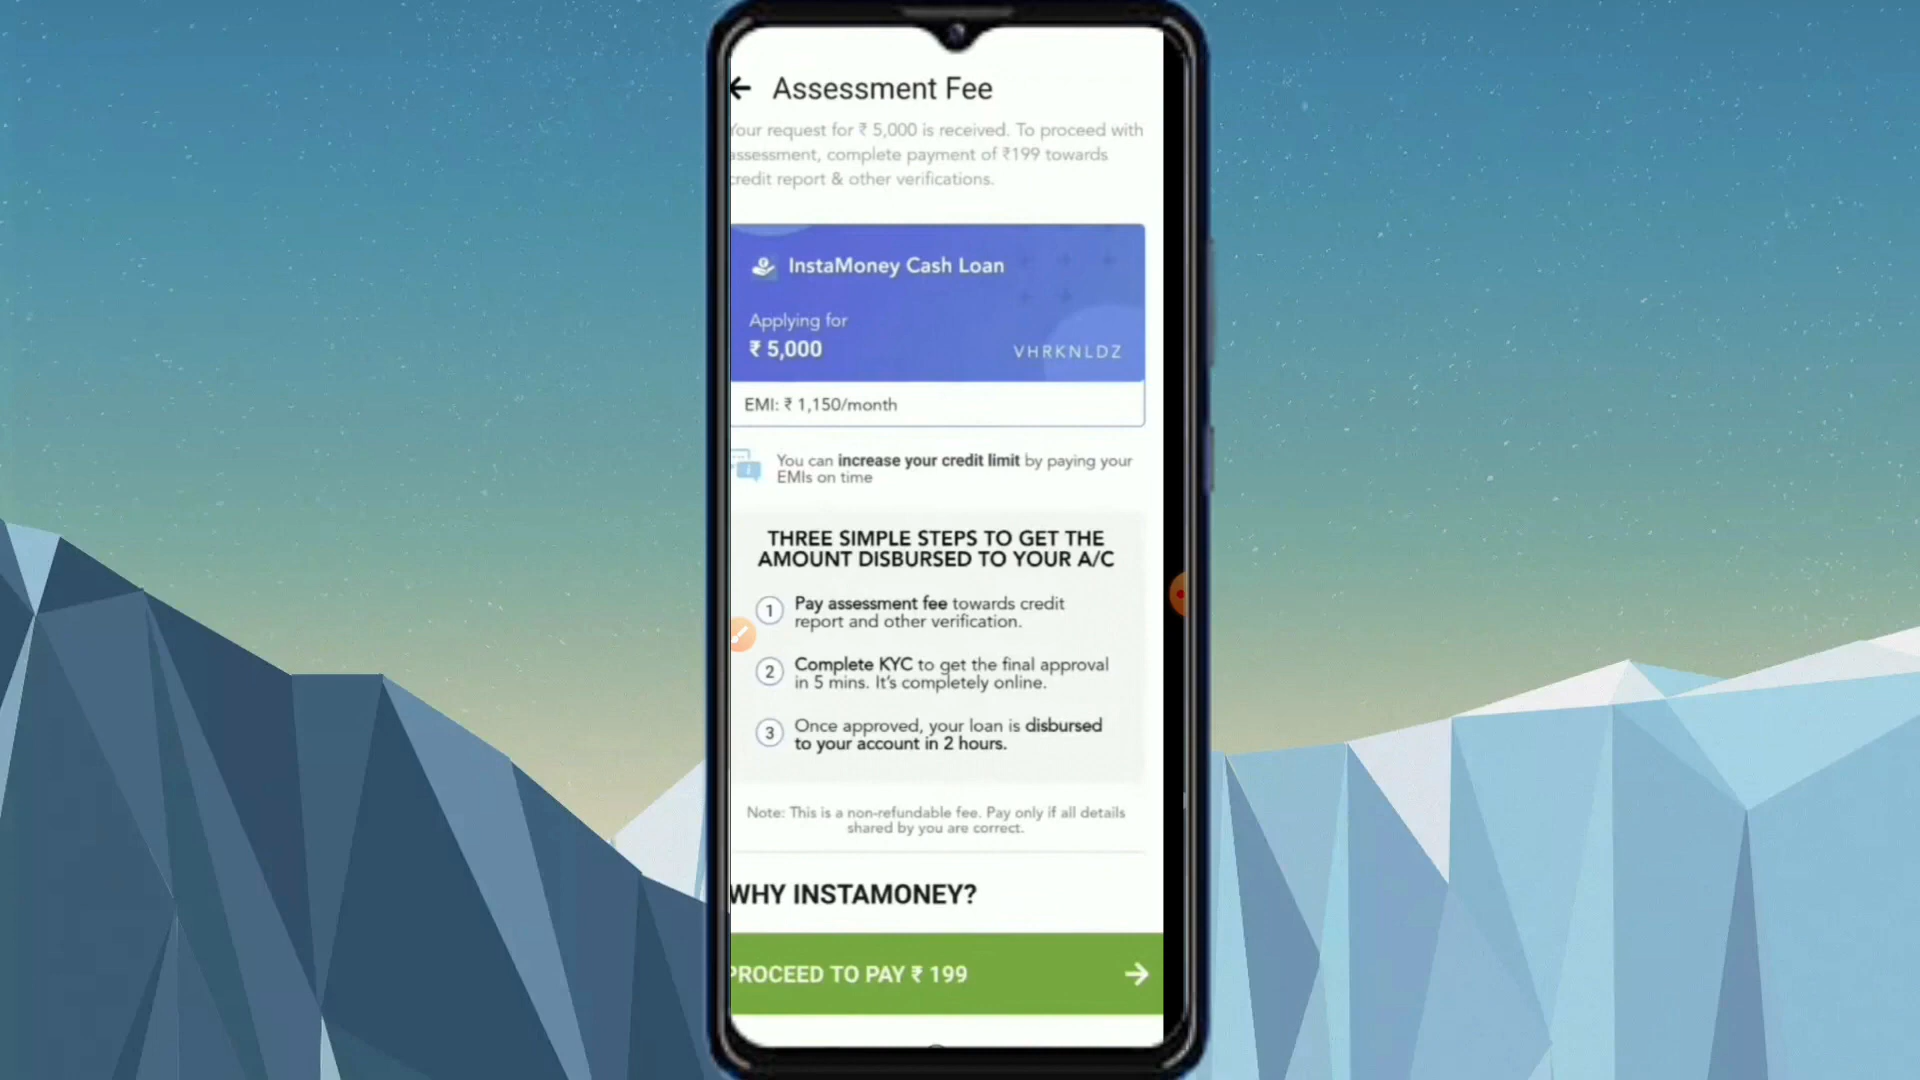 Assessment Fee
Your request for ₹ 5,000 is received. To proceed with
assessment, complete payment of ₹199 towards
credit report & other verifications.
InstaMoney Cash Loan
Applying for
₹ 5,000
VHRKNLDZ
EMI: ₹ 1,150/month
You can increase your credit limit by paying your
EMIs on time
THREE SIMPLE STEPS TO GET THE
AMOUNT DISBURSED TO YOUR A/C
1 Pay assessment fee towards credit
report and other verification.
2 Complete KYC to get the final approval
in 5 mins. It's completely online.
3 Once approved, your loan is disbursed
to your account in 2 hours.
Note: This is a non-refundable fee. Pay only if all details
shared by you are correct.
WHY INSTAMONEY?
PROCEED TO PAY ₹ 199